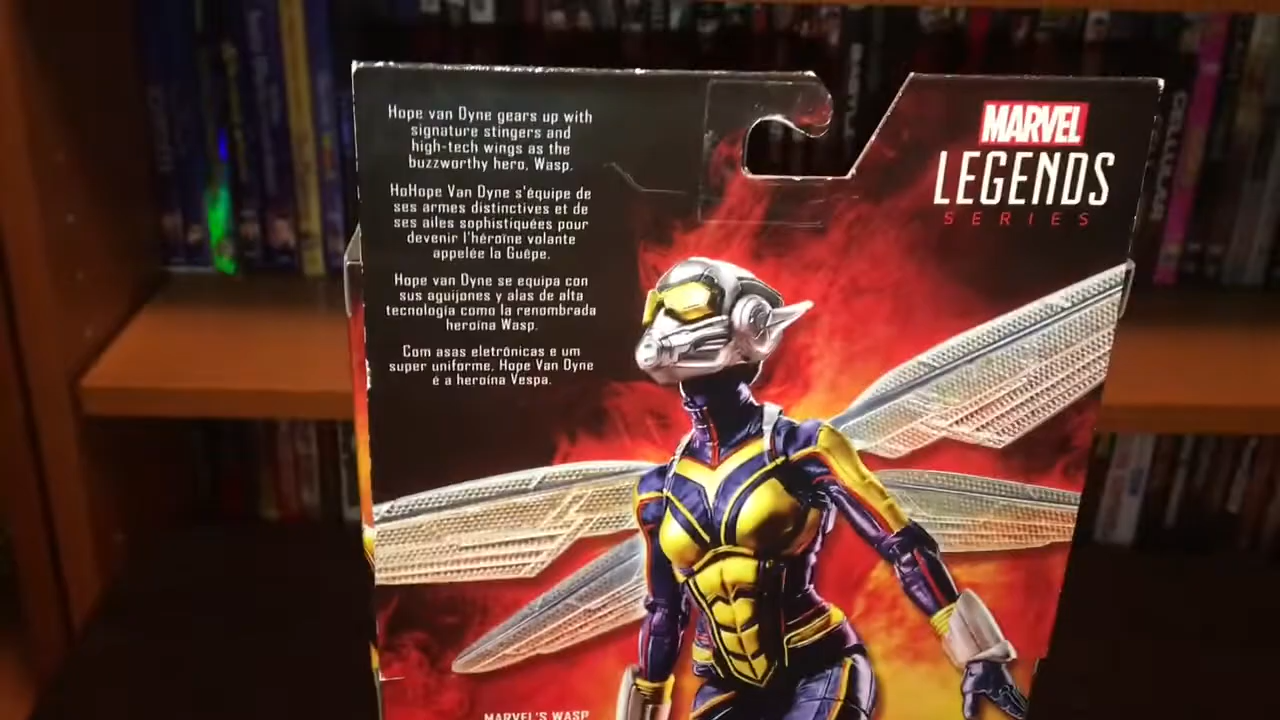 Hope van Dyne gears up with
signature stingers and
high-tech wings as the
buzzworthy hero, Wasp.
HoHope Van Dyne s'équipe de
ses armes distinctives et de
ses ailes sophistiquées pour
devenir l'héroïne volante
appelée la Guêpe.
Hope van Dyne se equipa con
sus aguijones y alas de alta
tecnología como la renombrada
heroína Wasp.
Com asas eletrônicas e um
super uniforme, Hope Van Dyne
é a heroína Vespa.
MARVEL
LEGENDS
SERIES
MARVEL'S WASP
CELLULAR